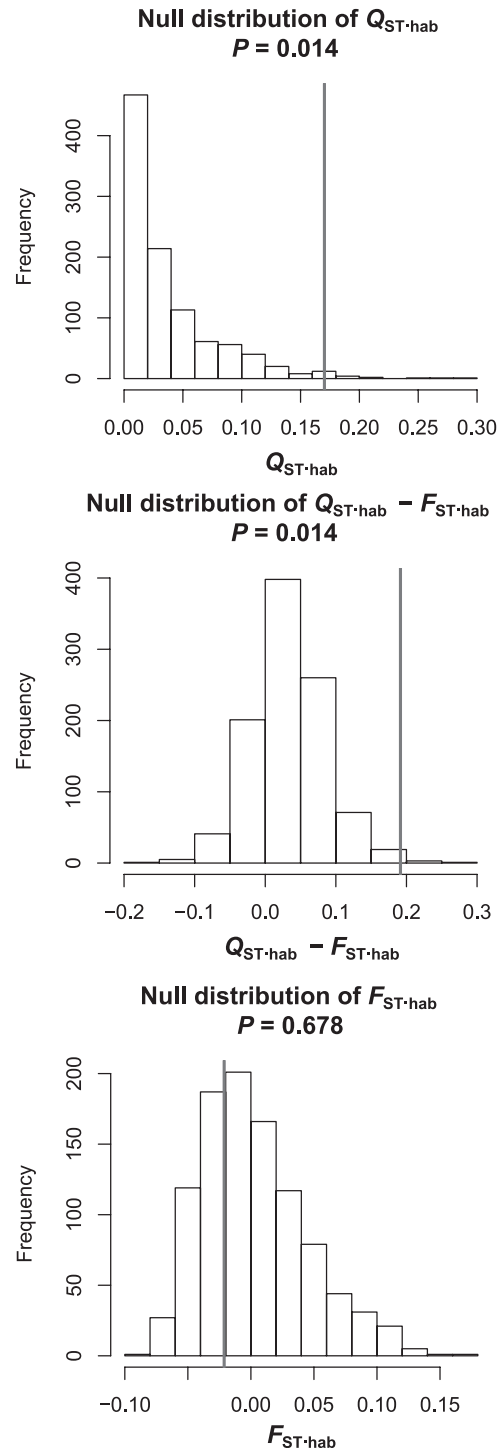 Null distribution of QST·hab
P = 0.014
Frequency
400
300
200
100
0
0.00 0.05 0.10 0.15 0.20 0.25 0.30
QST·hab
Null distribution of QST·hab − FST·hab
P = 0.014
Frequency
400
300
200
100
0
−0.2 −0.1 0.0 0.1 0.2 0.3
QST·hab − FST·hab
Null distribution of FST·hab
P = 0.678
Frequency
200
150
100
50
0
−0.10 0.00 0.05 0.10 0.15
FST·hab